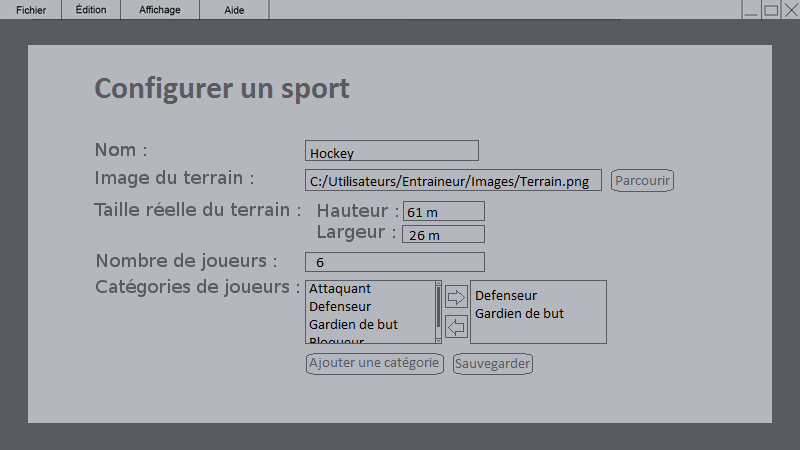 Fichier Édition Affichage Aide
Configurer un sport
Nom : Hockey
Image du terrain : C:/Utilisateurs/Entraineur/Images/Terrain.png Parcourir
Taille réelle du terrain : Hauteur : 61 m
Largeur : 26 m
Nombre de joueurs : 6
Catégories de joueurs :
Attaquant
Defenseur
Gardien de but
Bloqueur
Defenseur
Gardien de but
Ajouter une catégorie Sauvegarder